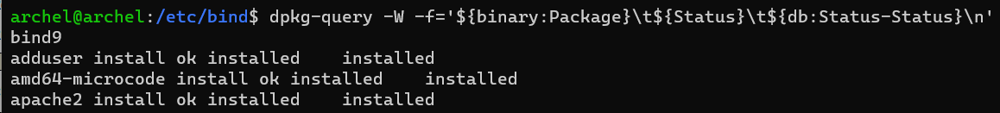 archel@archel:/etc/bind$ dpkg-query -W -f='${binary:Package}\t${Status}\t${db:Status-Status}\n'
bind9
adduser install ok installed    installed
amd64-microcode install ok installed    installed
apache2 install ok installed    installed